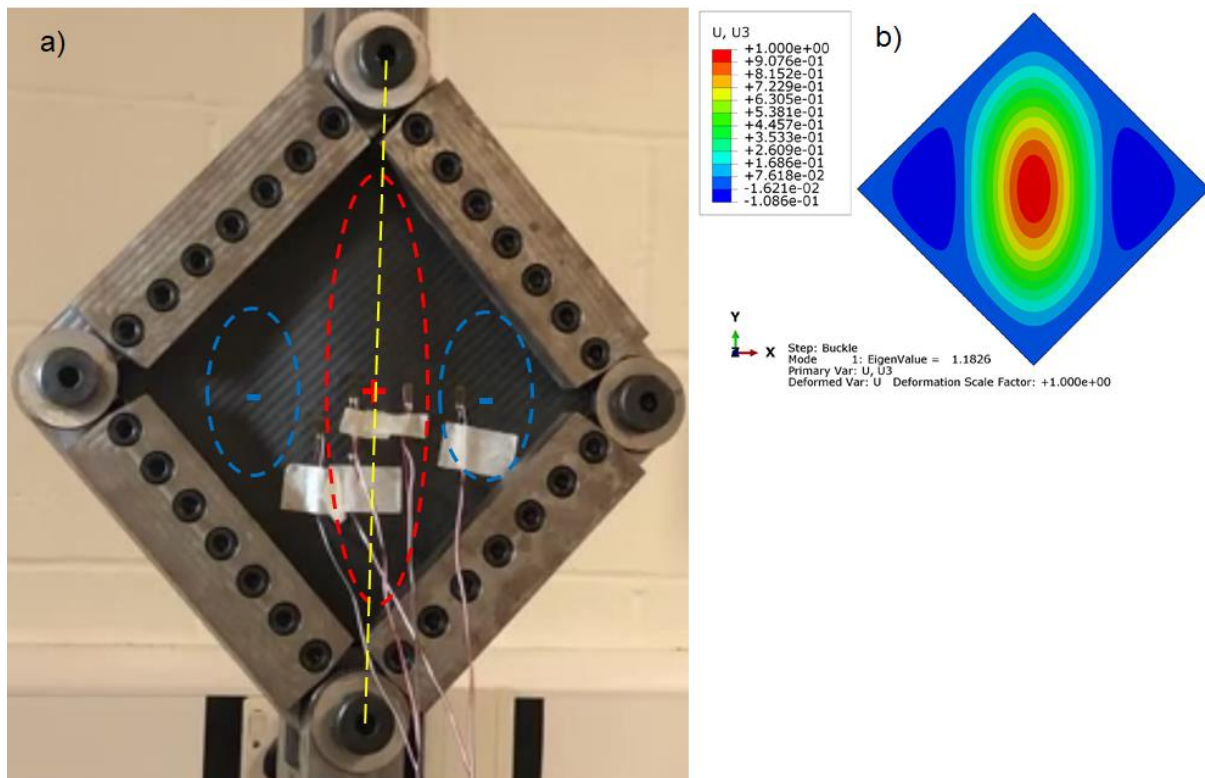 a)
+
-
-
b)
U, U3
+1.000e+00
+9.076e-01
+8.152e-01
+7.229e-01
+6.305e-01
+5.381e-01
+4.457e-01
+3.533e-01
+2.609e-01
+1.686e-01
+7.618e-02
-1.621e-02
-1.086e-01
Y
Z X
Step: Buckle
Mode 1: EigenValue = 1.1826
Primary Var: U, U3
Deformed Var: U Deformation Scale Factor: +1.000e+00